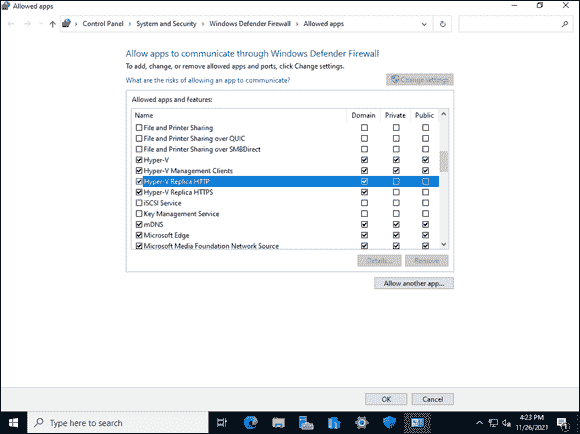 Allowed apps
Control Panel > System and Security > Windows Defender Firewall > Allowed apps
Allow apps to communicate through Windows Defender Firewall
To add, change, or remove allowed apps and ports, click Change settings.
What are the risks of allowing an app to communicate?
Change settings
Allowed apps and features:
Name Domain Private Public
File and Printer Sharing
File and Printer Sharing over QUIC
File and Printer Sharing over SMBDirect
Hyper-V
Hyper-V Management Clients
Hyper-V Replica HTTP
Hyper-V Replica HTTPS
iSCSI Service
Key Management Service
mDNS
Microsoft Edge
Microsoft Media Foundation Network Source
Details... Remove
Allow another app...
OK Cancel
Type here to search
4:23 PM
11/26/2021